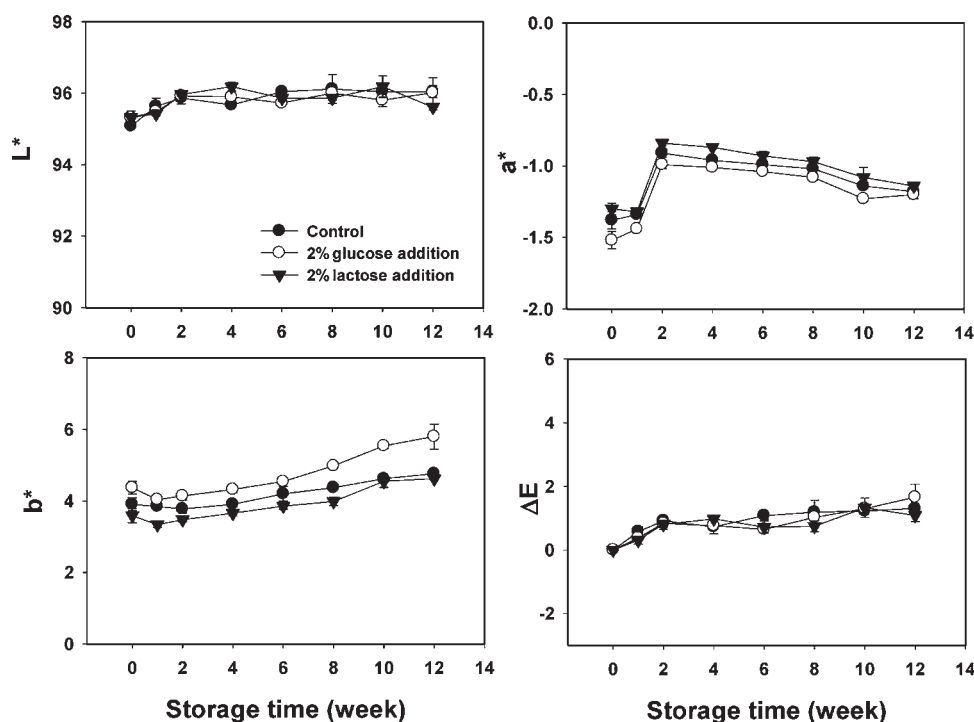 98
96
94
92
90
L*
Control
2% glucose addition
2% lactose addition
0 2 4 6 8 10 12 14
0.0
-0.5
-1.0
-1.5
-2.0
a*
0 2 4 6 8 10 12 14
8
6
4
2
0
b*
0 2 4 6 8 10 12 14
Storage time (week)
6
4
2
0
-2
ΔE
0 2 4 6 8 10 12 14
Storage time (week)